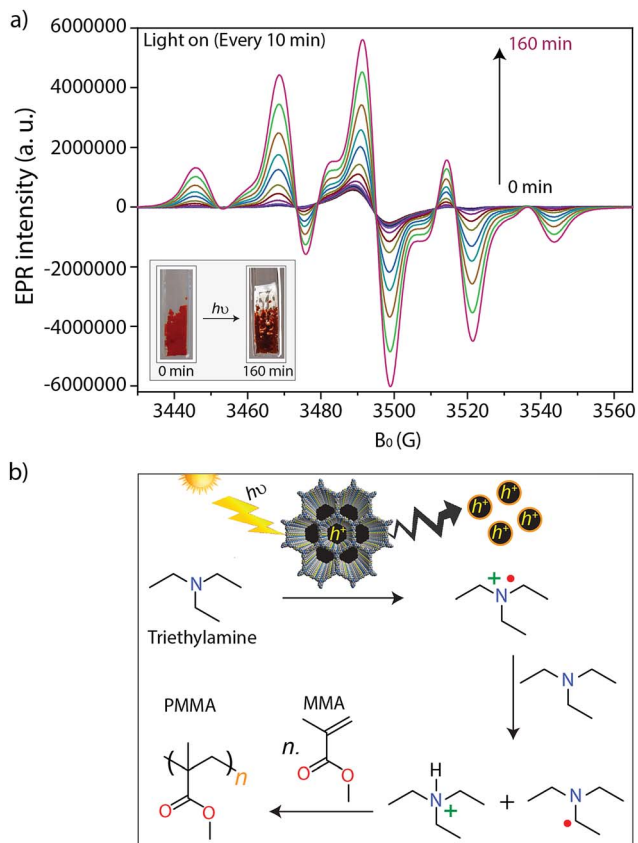 a)
Light on (Every 10 min)
160 min
0 min
EPR intensity (a. u.)
6000000
4000000
2000000
0
-2000000
-4000000
-6000000
hυ
0 min
160 min
3440 3460 3480 3500 3520 3540 3560
B₀ (G)
b)
hυ
h+
h+
h+
h+
h+
N
Triethylamine
+ •
N
N
PMMA
MMA
n.
( ) n
O O
O O
H
N
+
+
N
•